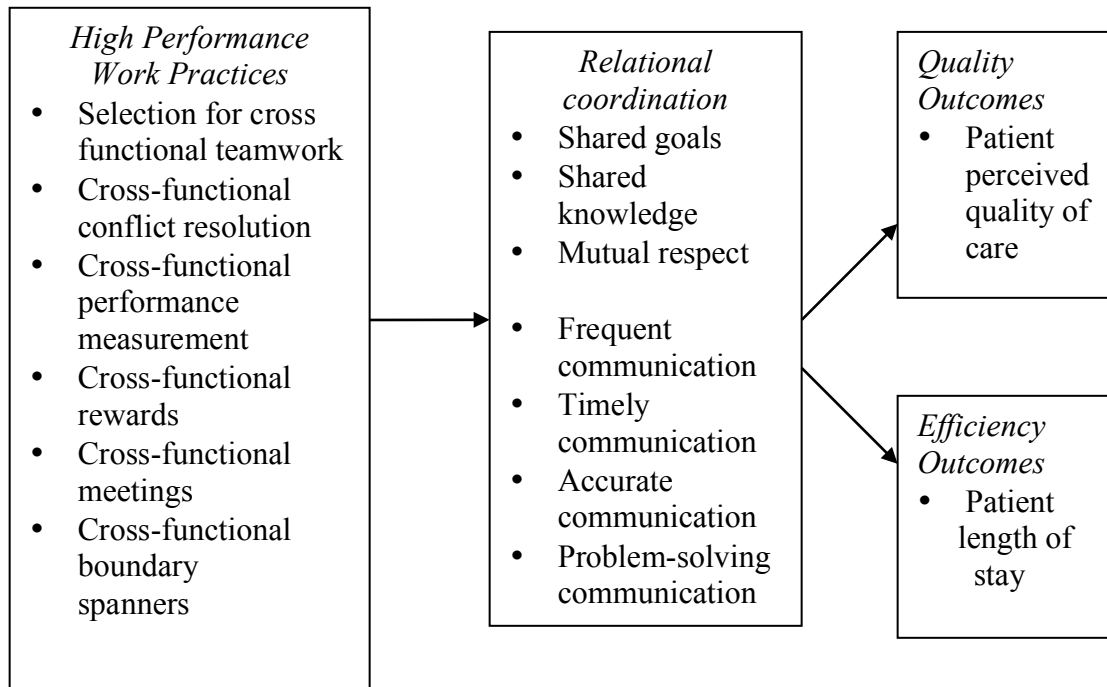 High Performance
Work Practices
• Selection for cross
functional teamwork
• Cross-functional
conflict resolution
• Cross-functional
performance
measurement
• Cross-functional
rewards
• Cross-functional
meetings
• Cross-functional
boundary
spanners
Relational
coordination
• Shared goals
• Shared
knowledge
• Mutual respect
• Frequent
communication
• Timely
communication
• Accurate
communication
• Problem-solving
communication
Quality
Outcomes
• Patient
perceived
quality of
care
Efficiency
Outcomes
• Patient
length of
stay